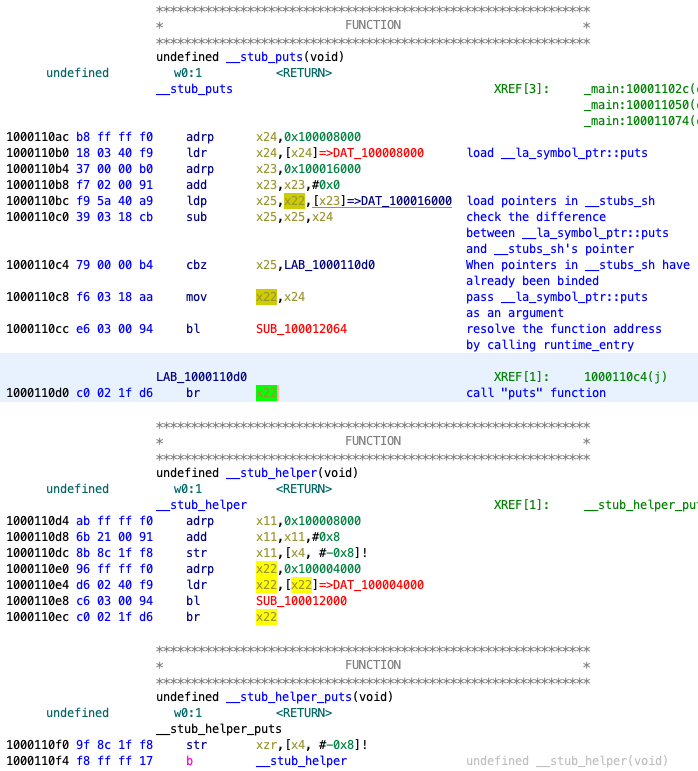 ******************************************************************
* FUNCTION *
******************************************************************
undefined __stub_puts(void)
undefined w0:1 <RETURN>
__stub_puts XREF[3]: _main:10001102c(
_main:100011050(
_main:100011074(
1000110ac b8 ff ff f0 adrp x24,0x100008000
1000110b0 18 03 40 f9 ldr x24,[x24]=>DAT_100008000 load __la_symbol_ptr::puts
1000110b4 37 00 00 b0 adrp x23,0x100016000
1000110b8 f7 02 00 91 add x23,x23,#0x0
1000110bc f9 5a 40 a9 ldp x25,x22,[x23]=>DAT_100016000 load pointers in __stubs_sh
1000110c0 39 03 18 cb sub x25,x25,x24 check the difference
between __la_symbol_ptr::puts
and __stubs_sh's pointer
1000110c4 79 00 00 b4 cbz x25,LAB_1000110d0 When pointers in __stubs_sh have
already been binded
1000110c8 f6 03 18 aa mov x22,x24 pass __la_symbol_ptr::puts
as an argument
1000110cc e6 03 00 94 bl SUB_100012064 resolve the function address
by calling runtime_entry
LAB_1000110d0 XREF[1]: 1000110c4(j)
1000110d0 c0 02 1f d6 br x22 call "puts" function
******************************************************************
* FUNCTION *
******************************************************************
undefined __stub_helper(void)
undefined w0:1 <RETURN>
__stub_helper XREF[1]: __stub_helper_pu
1000110d4 ab ff ff f0 adrp x11,0x100008000
1000110d8 6b 21 00 91 add x11,x11,#0x8
1000110dc 8b 8c 1f f8 str x11,[x4, #-0x8]!
1000110e0 96 ff ff f0 adrp x22,0x100004000
1000110e4 d6 02 40 f9 ldr x22,[x22]=>DAT_100004000
1000110e8 c6 03 00 94 bl SUB_100012000
1000110ec c0 02 1f d6 br x22
******************************************************************
* FUNCTION *
******************************************************************
undefined __stub_helper_puts(void)
undefined w0:1 <RETURN>
__stub_helper_puts
1000110f0 9f 8c 1f f8 str xzr,[x4, #-0x8]!
1000110f4 f8 ff ff 17 b __stub_helper undefined __stub_helper(void)